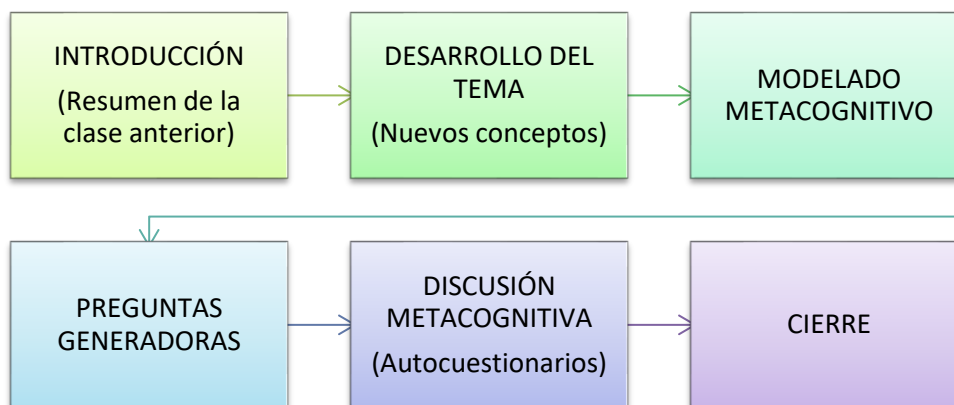 INTRODUCCIÓN
(Resumen de la
clase anterior)
DESARROLLO DEL
TEMA
(Nuevos conceptos)
MODELADO
METACOGNITIVO
PREGUNTAS
GENERADORAS
DISCUSIÓN
METACOGNITIVA
(Autocuestionarios)
CIERRE